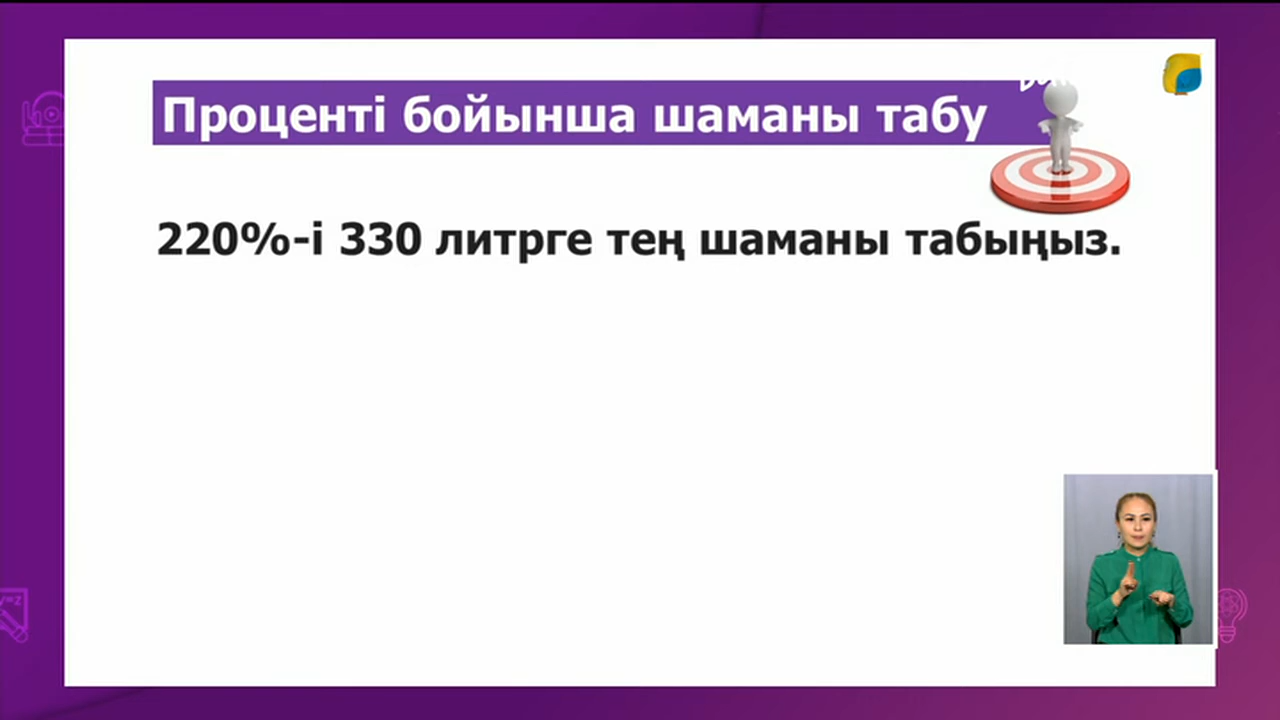 Проценті бойынша шаманы табу
220%-і 330 литрге тең шаманы табыңыз.